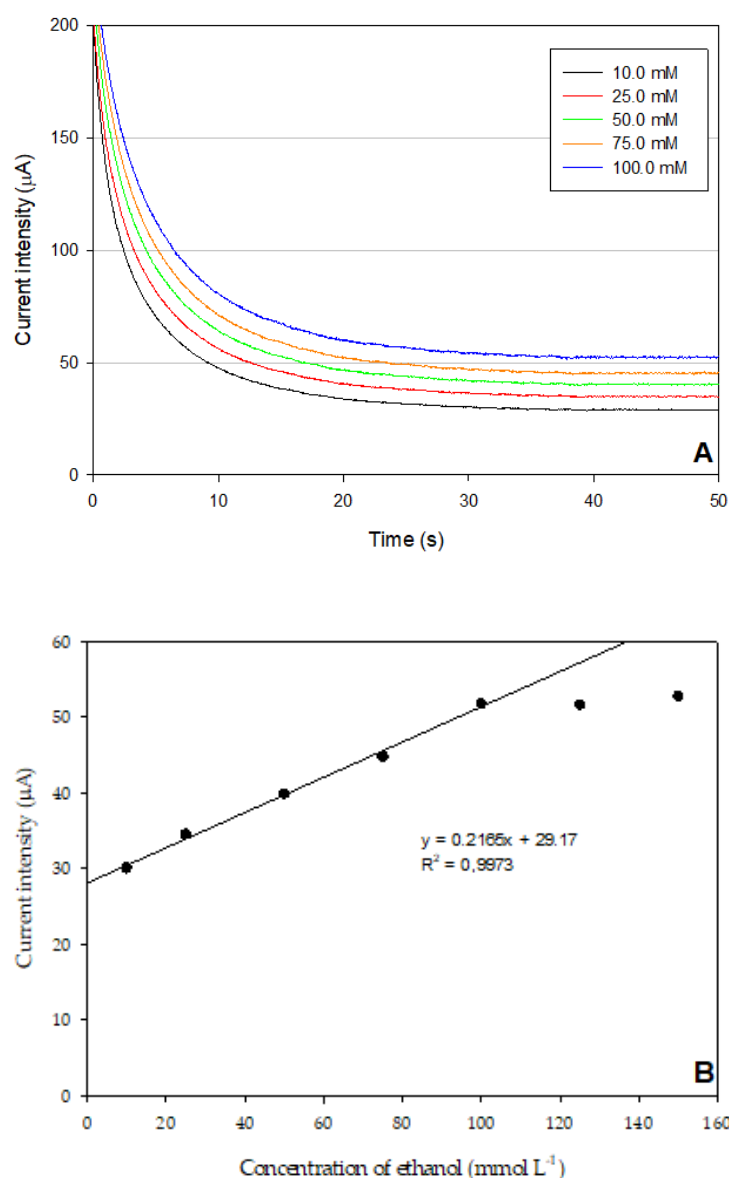 200
150
100
50
0
Current intensity (µA)
10.0 mM
25.0 mM
50.0 mM
75.0 mM
100.0 mM
A
0 10 20 30 40 50
Time (s)
60
50
40
30
20
10
0
Current intensity (µA)
y = 0.2165x + 29.17
R² = 0,9973
B
0 20 40 60 80 100 120 140 160
Concentration of ethanol (mmol L⁻¹)